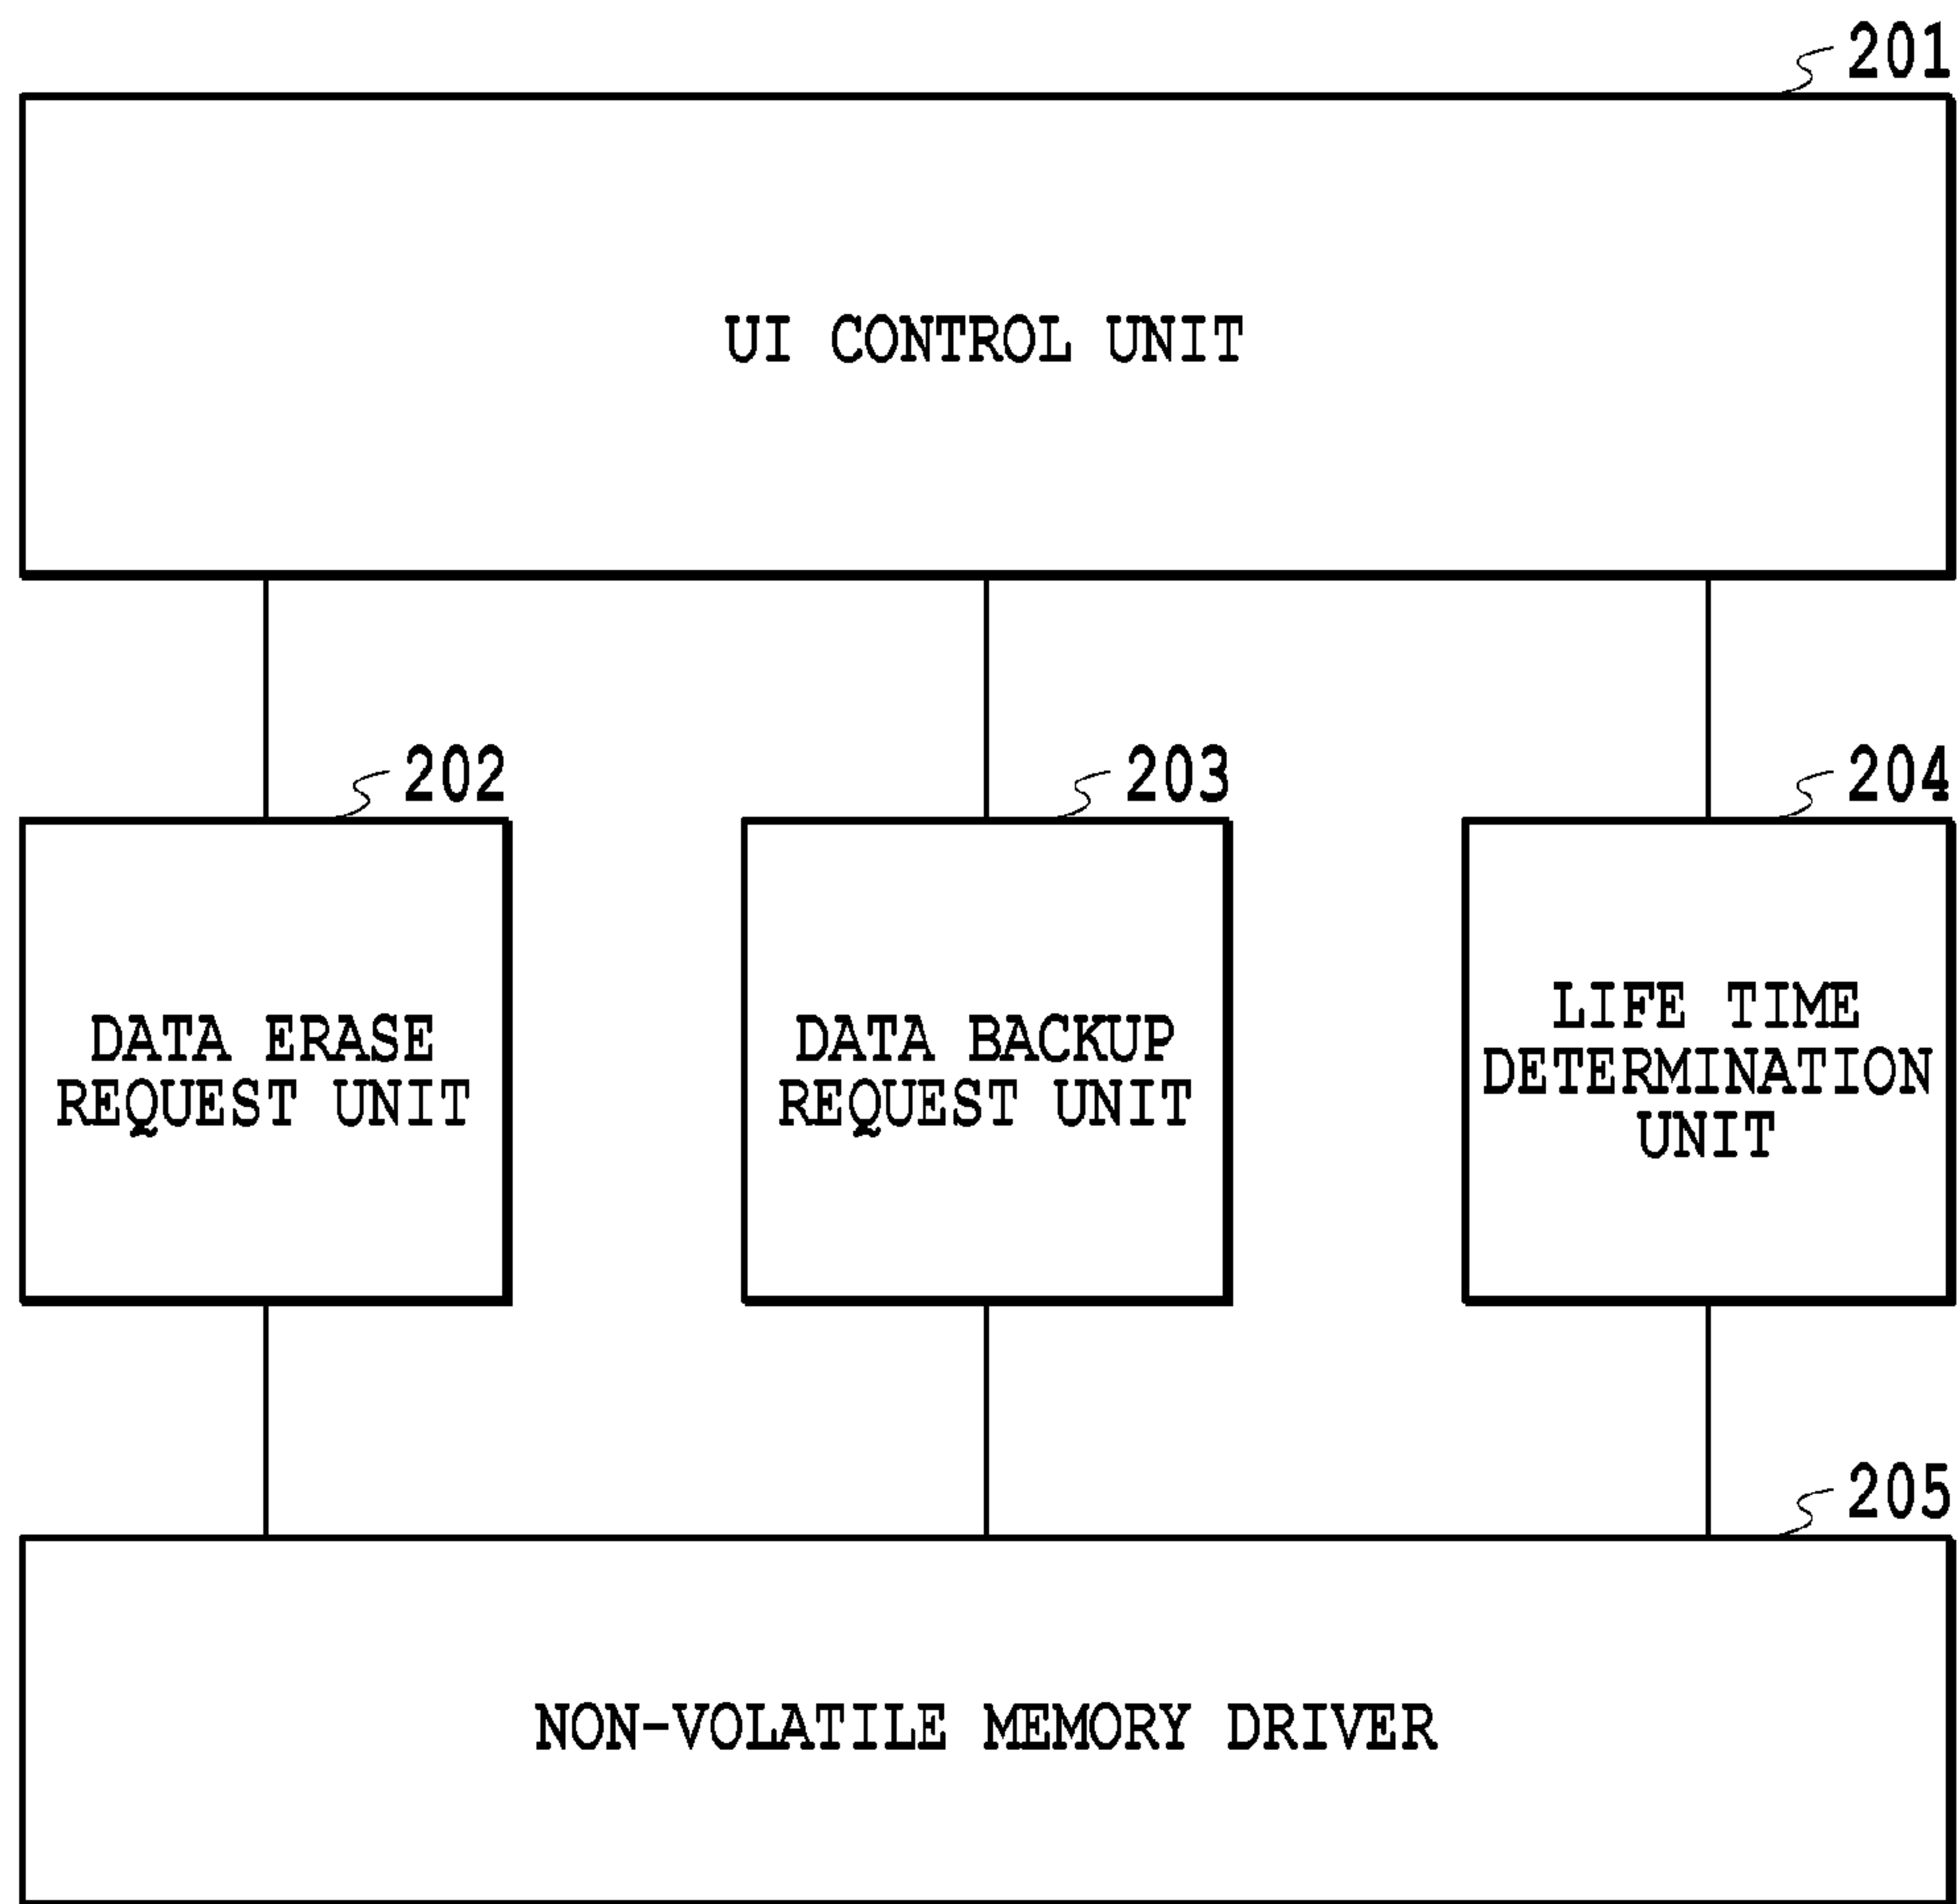 201
UI CONTROL UNIT
202
203
204
DATA ERASE
REQUEST UNIT
DATA BACKUP
REQUEST UNIT
LIFE TIME
DETERMINATION
UNIT
205
NON-VOLATILE MEMORY DRIVER